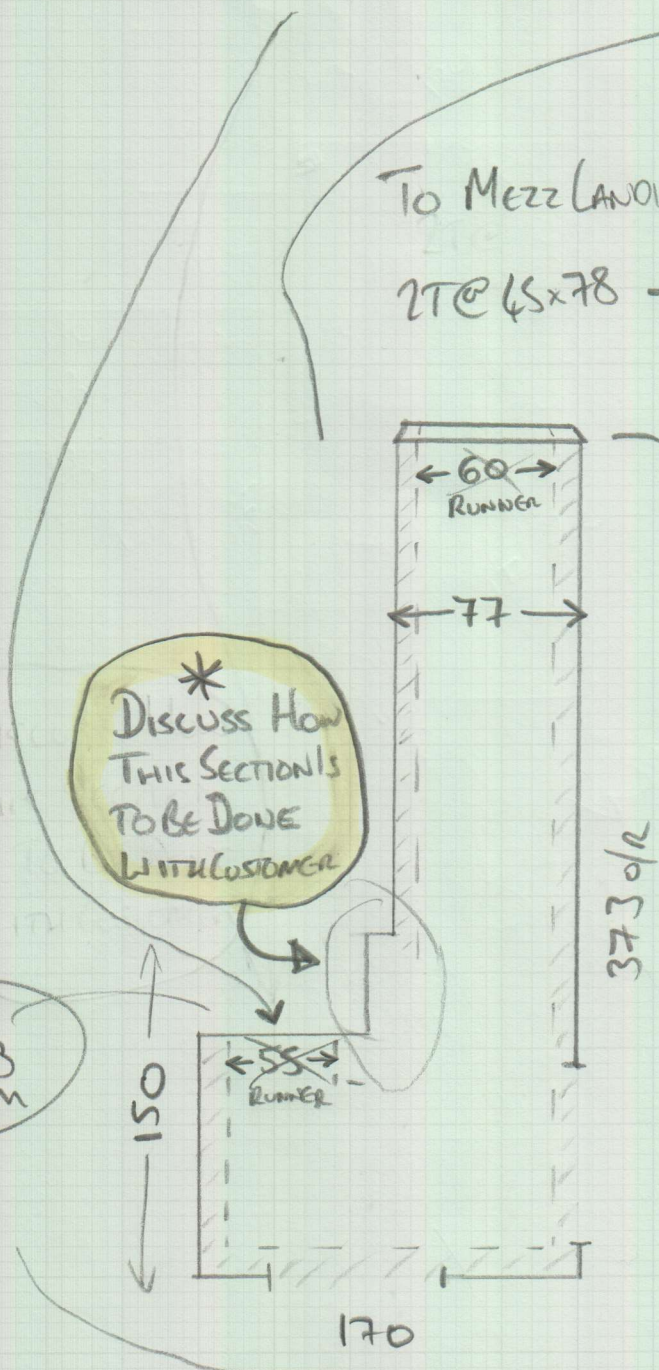 To MEZZ
2T@ 45x78
60
RUNNER
77
*
DISCUSS HOW
THIS SECTION IS
TO BE DONE
WITH CUSTOMER
373 o/R
55
RUNNER
150
170